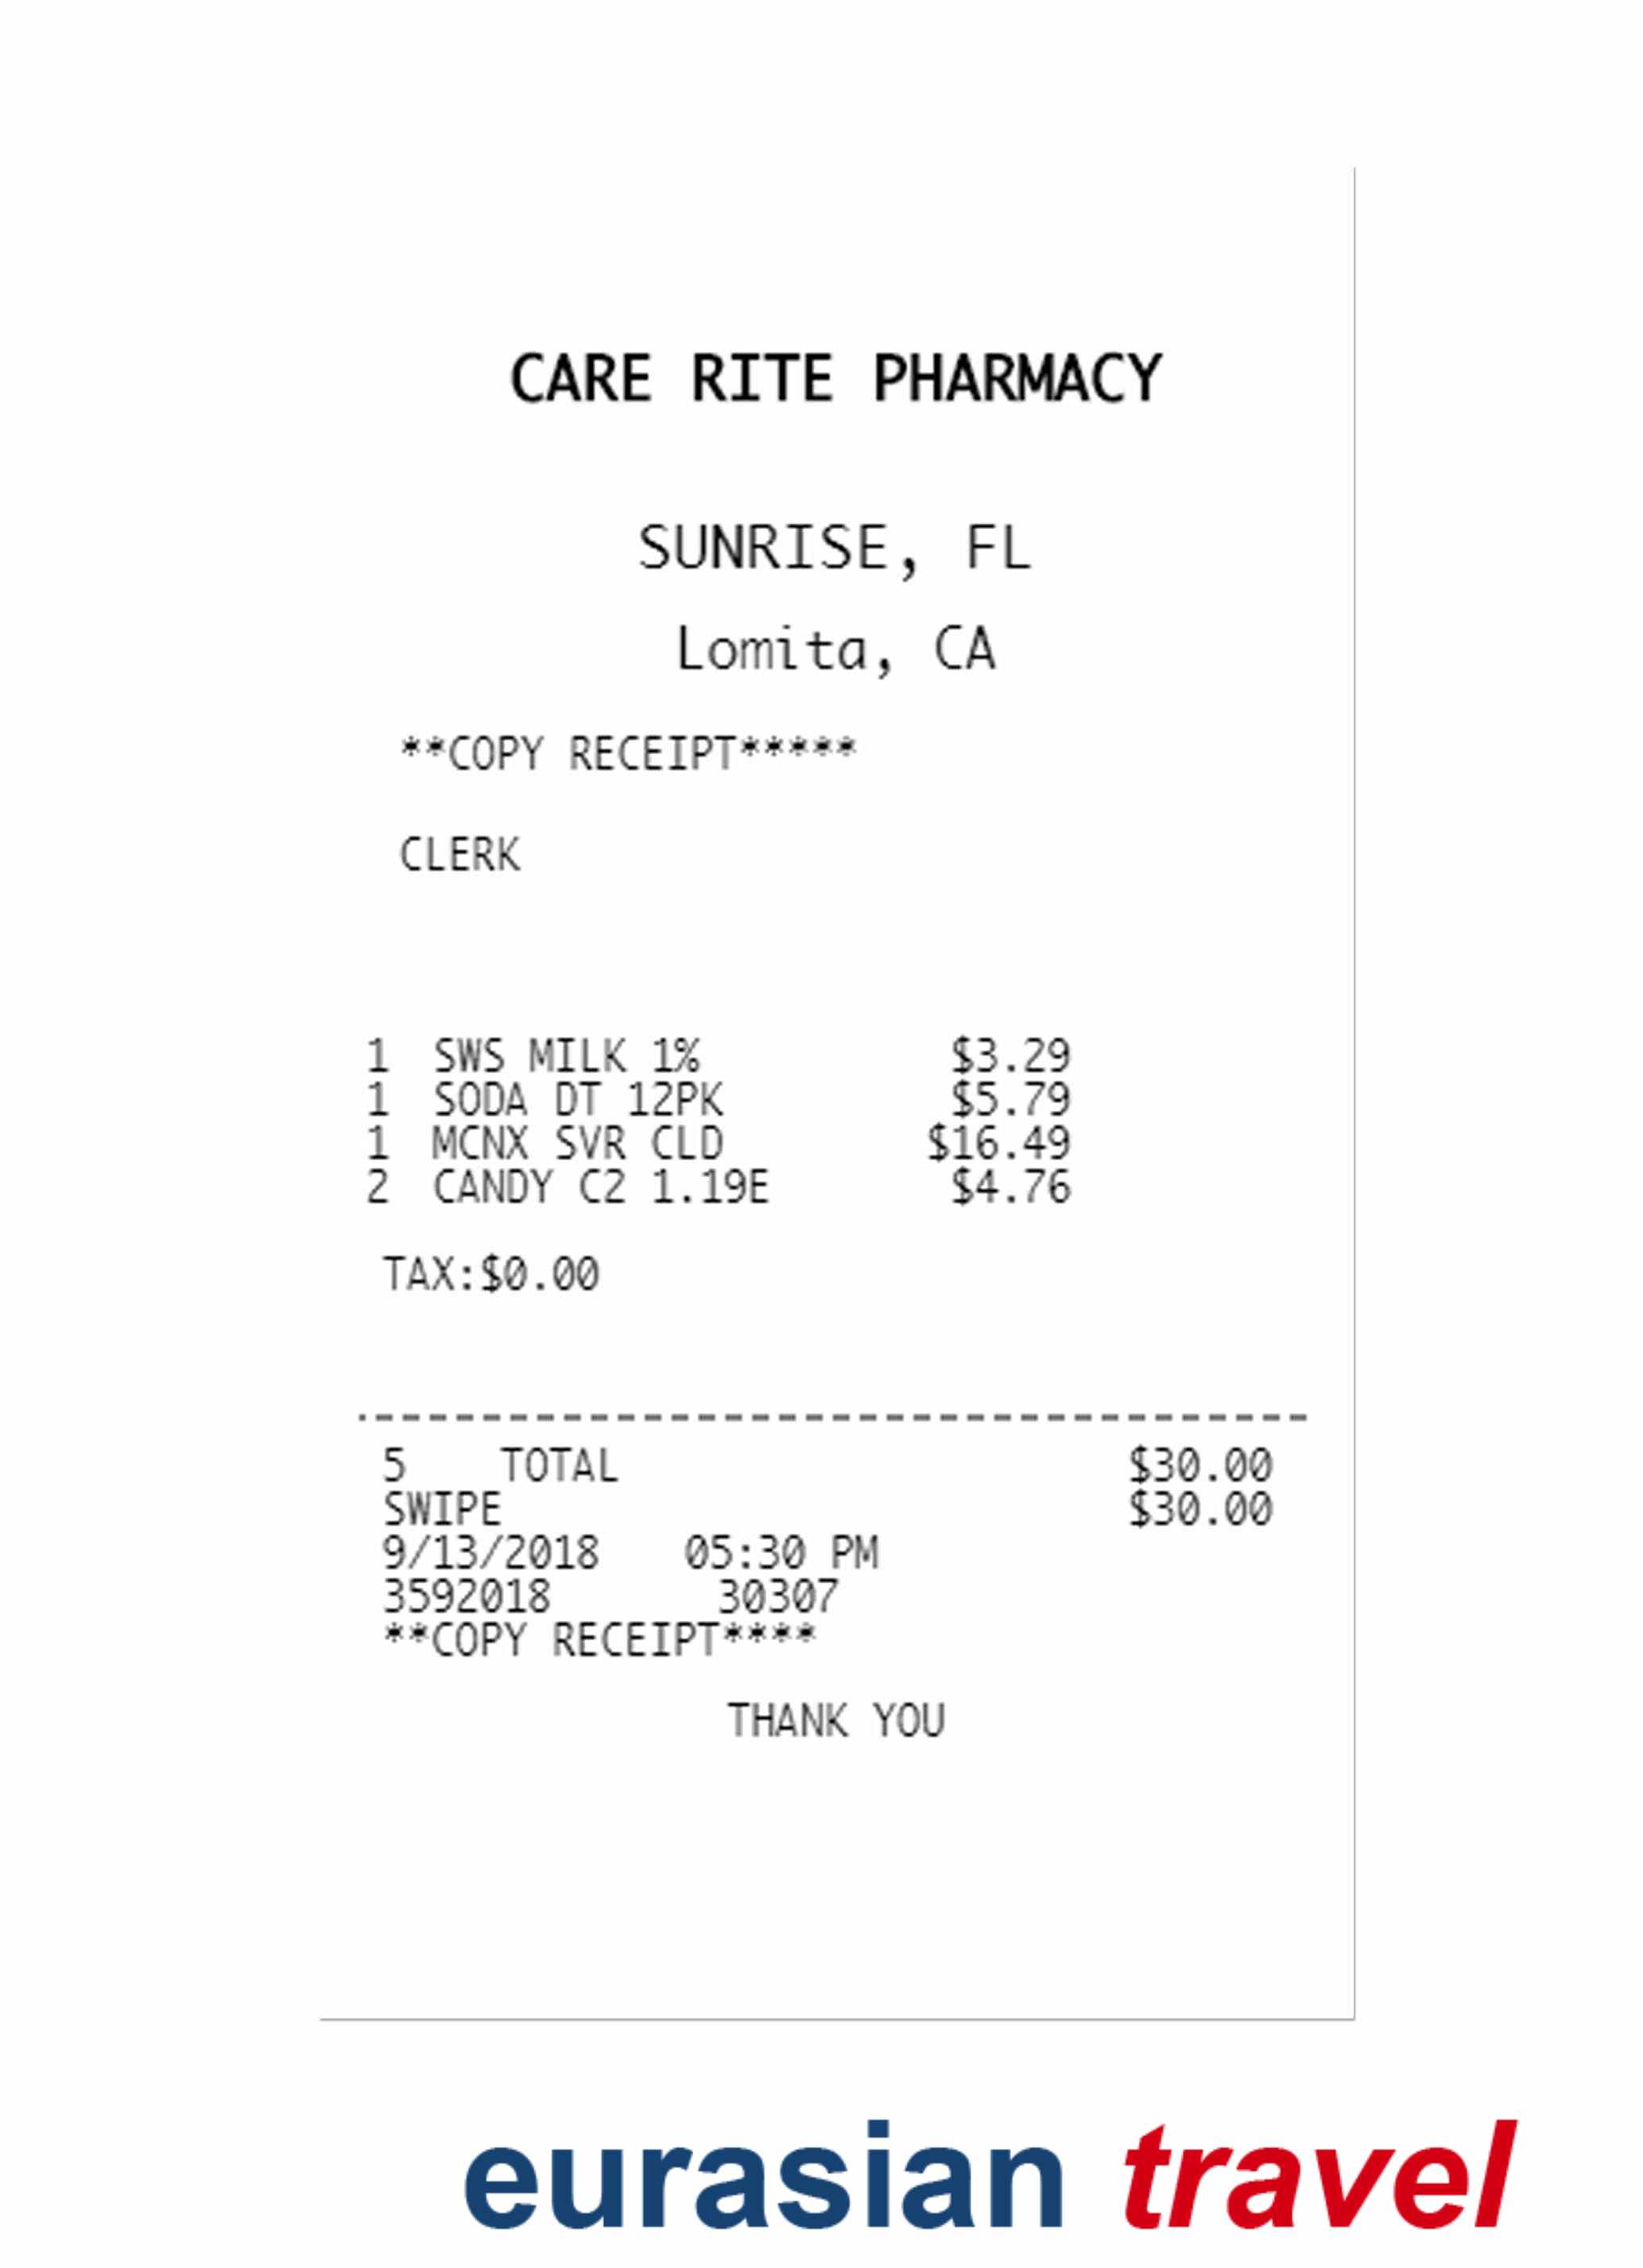 CARE RITE PHARMACY
SUNRISE, FL
Lomita, CA
**COPY RECEIPT*****
CLERK
1 SWS MILK 1% $3.29
1 SODA DT 12PK $5.79
1 MCNX SVR CLD $16.49
2 CANDY C2 1.19E $4.76
TAX:$0.00
5 TOTAL $30.00
SWIPE $30.00
9/13/2018 05:30 PM
3592018 30307
**COPY RECEIPT****
THANK YOU
eurasian travel